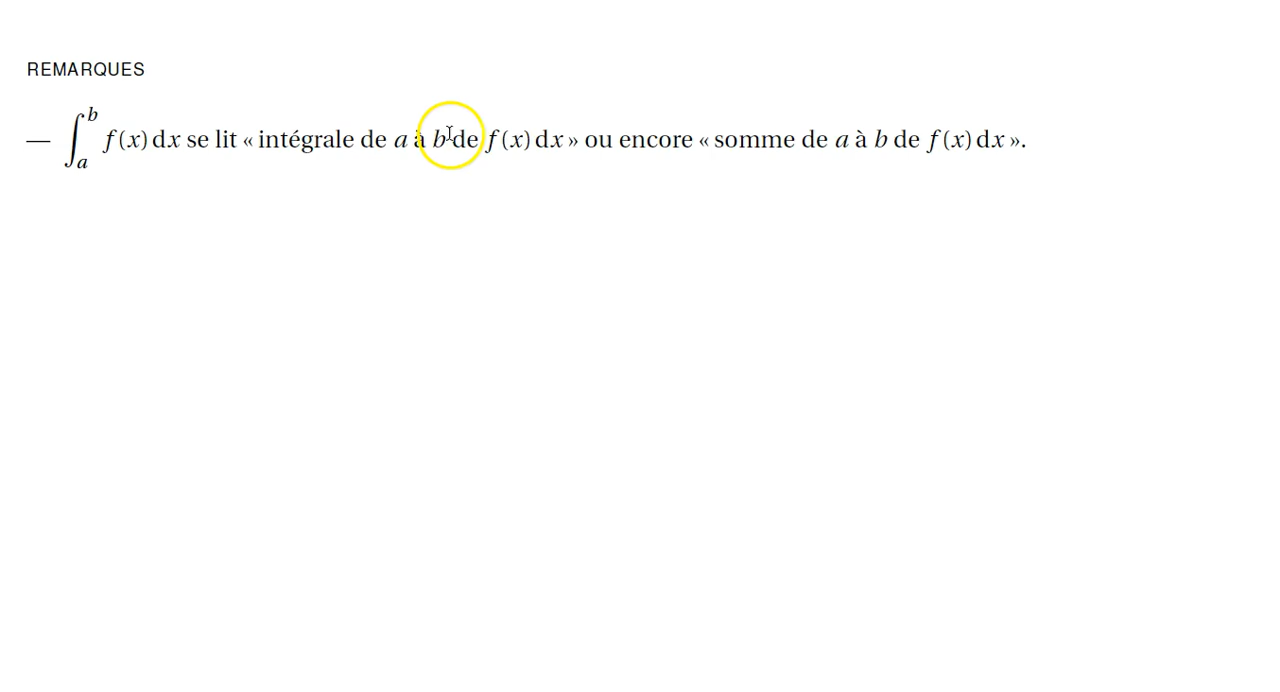 REMARQUES
— ∫_a^b f(x) dx se lit « intégrale de a à b de f(x) dx » ou encore « somme de a à b de f(x) dx ».